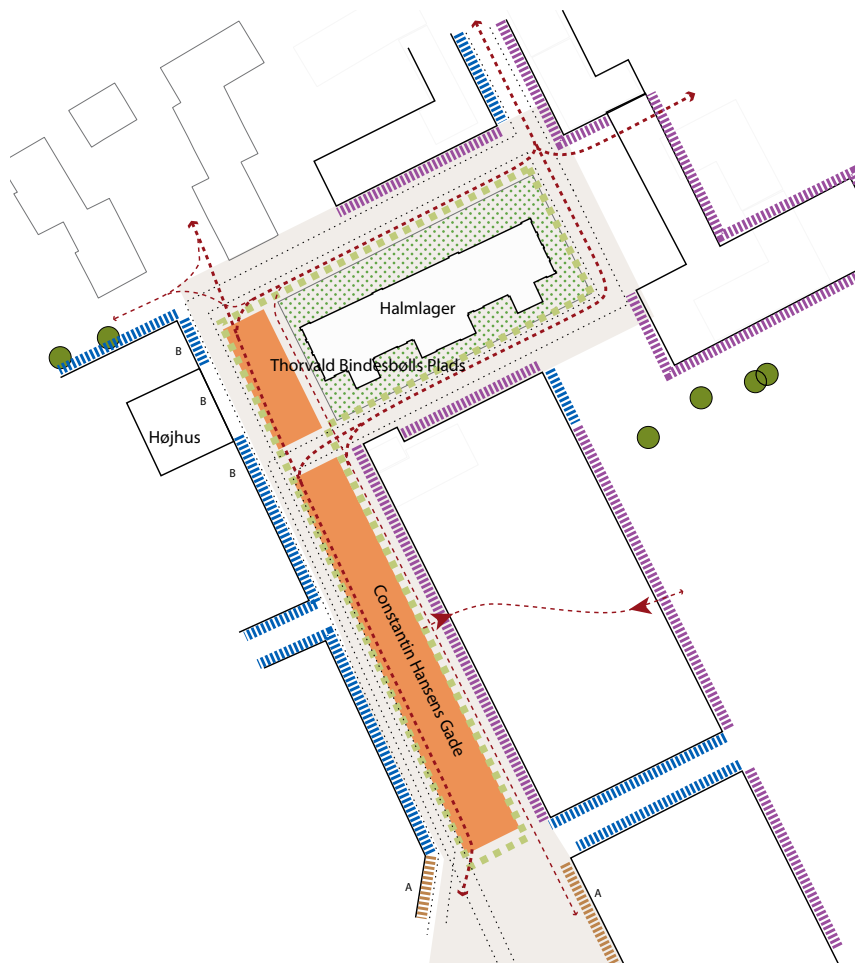 Halmlager
B
Thorvald Bindesbølls Plads
B
Højhus
B
Constantin Hansens Gade
A
A